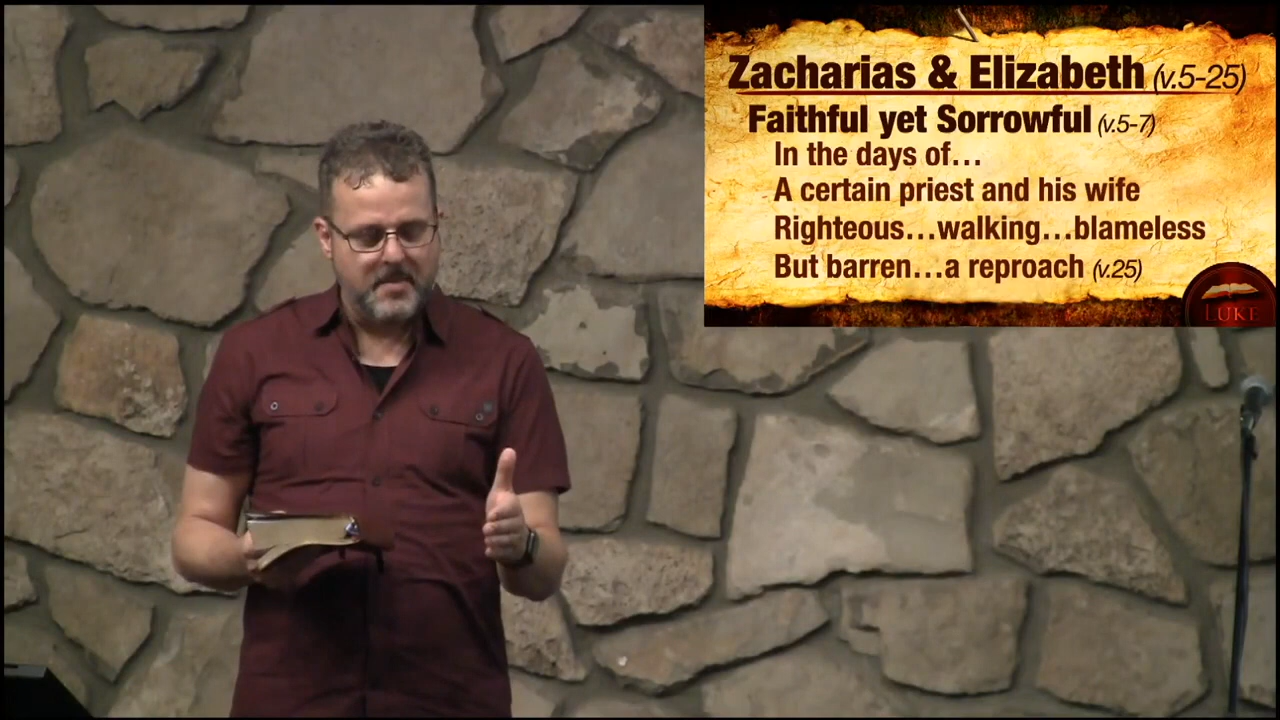 Zacharias & Elizabeth (v.5-25)
Faithful yet Sorrowful (v.5-7)
In the days of…
A certain priest and his wife
Righteous…walking…blameless
But barren…a reproach (v.25)
LUKE